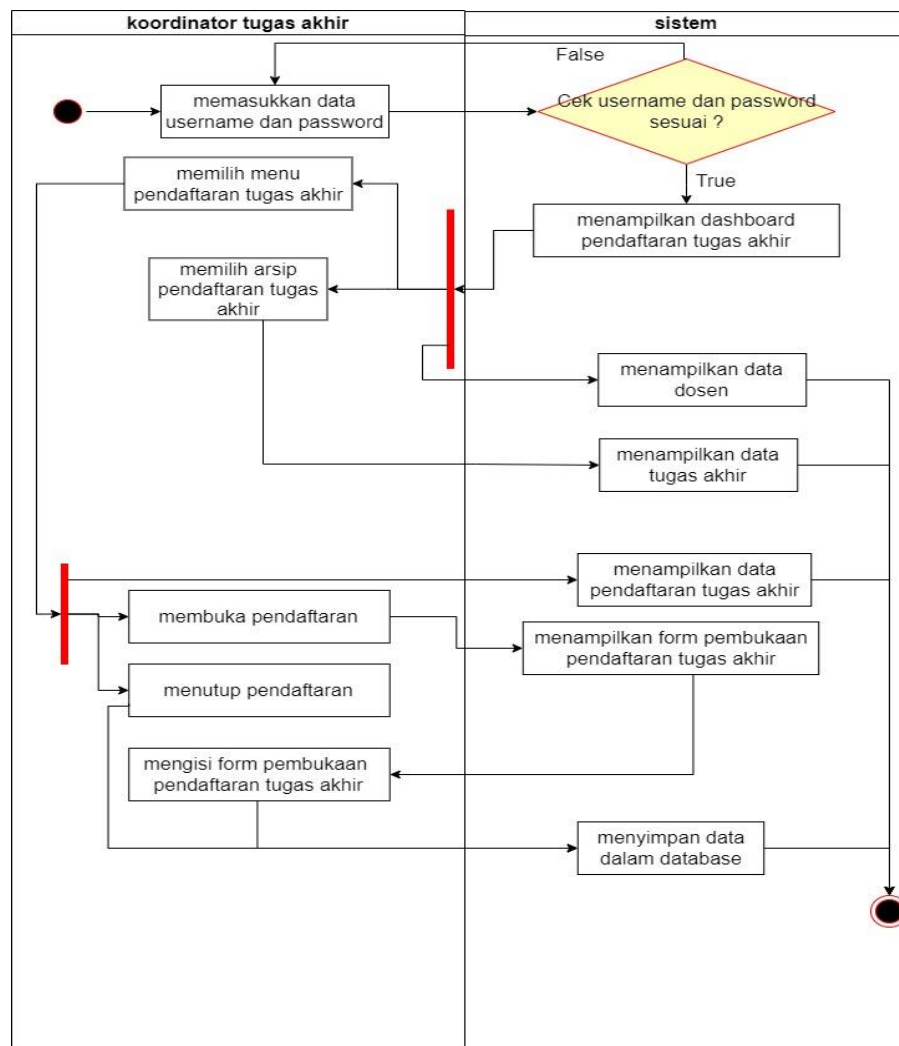 koordinator tugas akhir
sistem
False
memasukkan data
username dan password
Cek username dan password
sesuai ?
True
memilih menu
pendaftaran tugas akhir
menampilkan dashboard
pendaftaran tugas akhir
memilih arsip
pendaftaran tugas
akhir
menampilkan data
dosen
menampilkan data
tugas akhir
menampilkan data
pendaftaran tugas akhir
membuka pendaftaran
menampilkan form pembukaan
pendaftaran tugas akhir
menutup pendaftaran
mengisi form pembukaan
pendaftaran tugas akhir
menyimpan data
dalam database